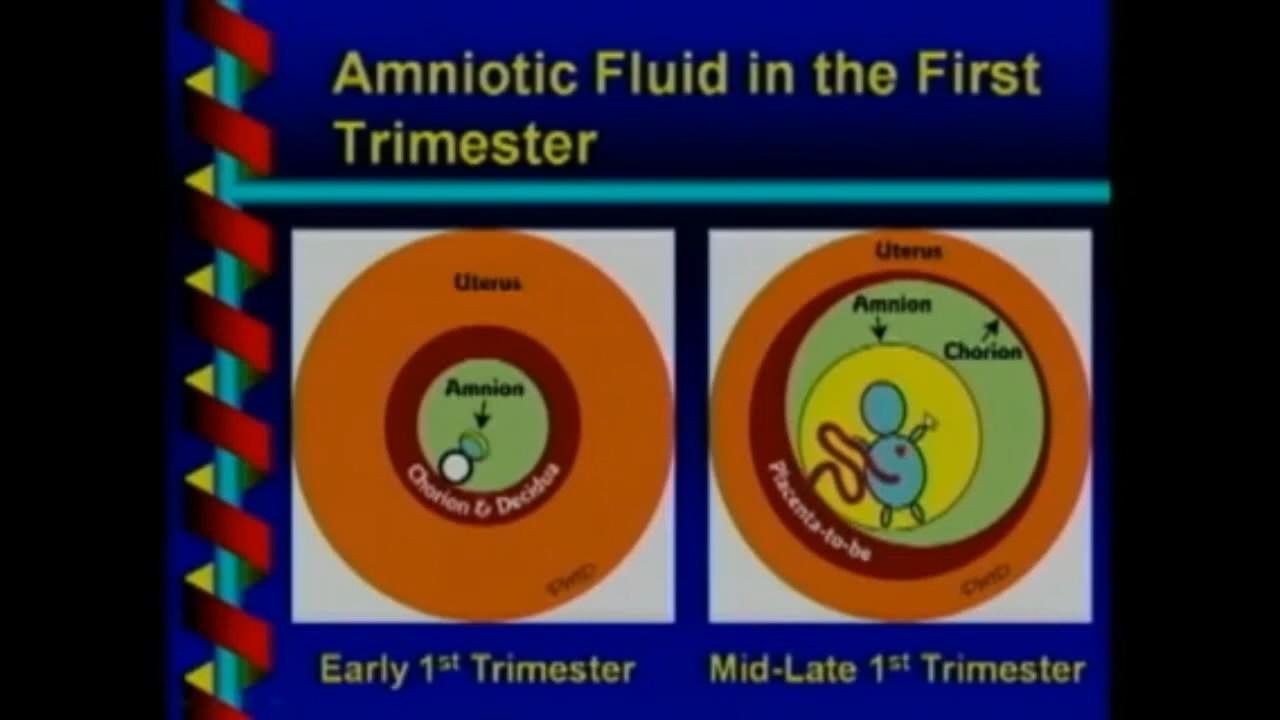 Amniotic Fluid in the First
Trimester
Uterus
Amnion
Chorion & Decidua
Early 1st Trimester
Uterus
Amnion
Chorion
Placenta-to-be
Mid-Late 1st Trimester